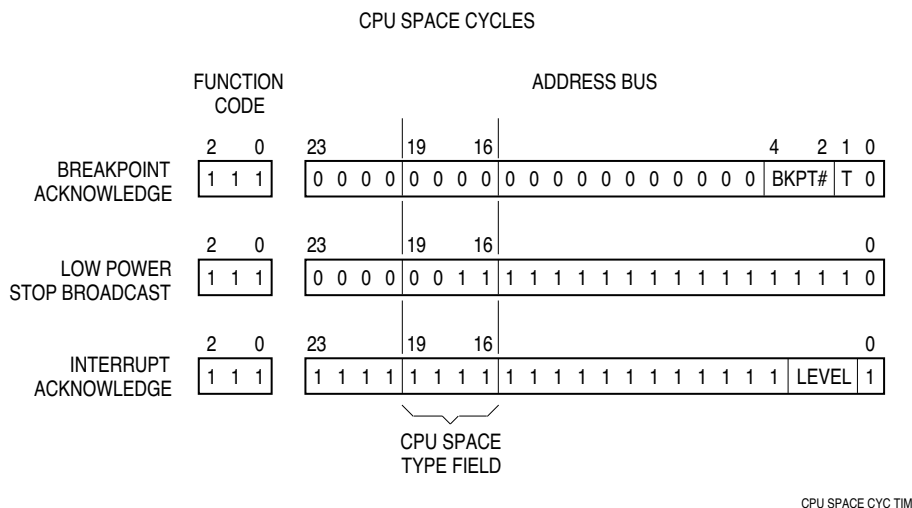 CPU SPACE CYCLES
FUNCTION
CODE
ADDRESS BUS
2 0 23 19 16 4 2 1 0
BREAKPOINT
ACKNOWLEDGE
1 1 1 0 0 0 0 0 0 0 0 0 0 0 0 0 0 0 0 0 0 0 BKPT# T 0
2 0 23 19 16 0
LOW POWER
STOP BROADCAST
1 1 1 0 0 0 0 0 0 1 1 1 1 1 1 1 1 1 1 1 1 1 1 1 1 1 0
2 0 23 19 16 0
INTERRUPT
ACKNOWLEDGE
1 1 1 1 1 1 1 1 1 1 1 1 1 1 1 1 1 1 1 1 1 1 1 LEVEL 1
CPU SPACE
TYPE FIELD
CPU SPACE CYC TIM